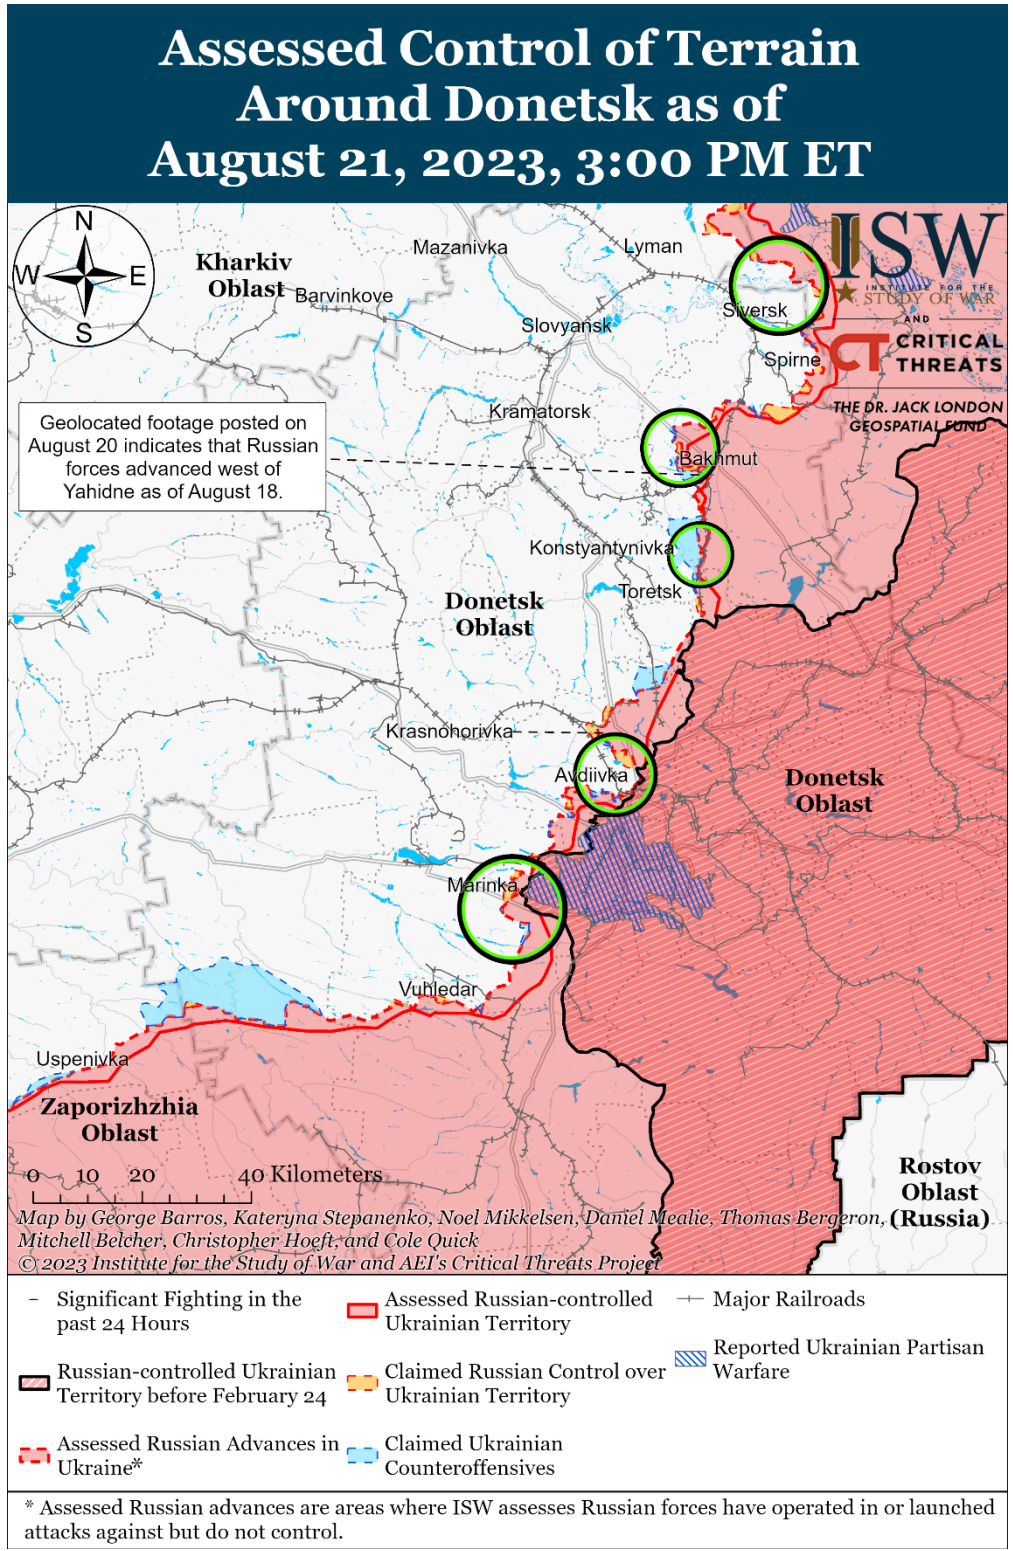 Assessed Control of Terrain
Around Donetsk as of
August 21, 2023, 3:00 PM ET
N
W
E
S
Kharkiv
Oblast
Mazanivka
Lyman
Barvinkove
Slovyansk
Siversk
Spirne
ISW
INSTITUTE FOR THE
STUDY OF WAR
AND
CT CRITICAL
THREATS
THE DR. JACK LONDON
GEOSPATIAL FUND
Kramatorsk
Geolocated footage posted on
August 20 indicates that Russian
forces advanced west of
Yahidne as of August 18.
Bakhmut
Konstyantynivka
Toretsk
Donetsk
Oblast
Krasnohorivka
Avdiivka
Donetsk
Oblast
Marinka
Vuhledar
Uspenivka
Zaporizhzhia
Oblast
Rostov
Oblast
(Russia)
0 10 20 40 Kilometers
Map by George Barros, Kateryna Stepanenko, Noel Mikkelsen, Daniel Mealie, Thomas Bergeron,
Mitchell Belcher, Christopher Hoeft, and Cole Quick
© 2023 Institute for the Study of War and AEI's Critical Threats Project
Significant Fighting in the
past 24 Hours
Russian-controlled Ukrainian
Territory before February 24
Assessed Russian Advances in
Ukraine*
Assessed Russian-controlled
Ukrainian Territory
Claimed Russian Control over
Ukrainian Territory
Claimed Ukrainian
Counteroffensives
Major Railroads
Reported Ukrainian Partisan
Warfare
* Assessed Russian advances are areas where ISW assesses Russian forces have operated in or launched
attacks against but do not control.